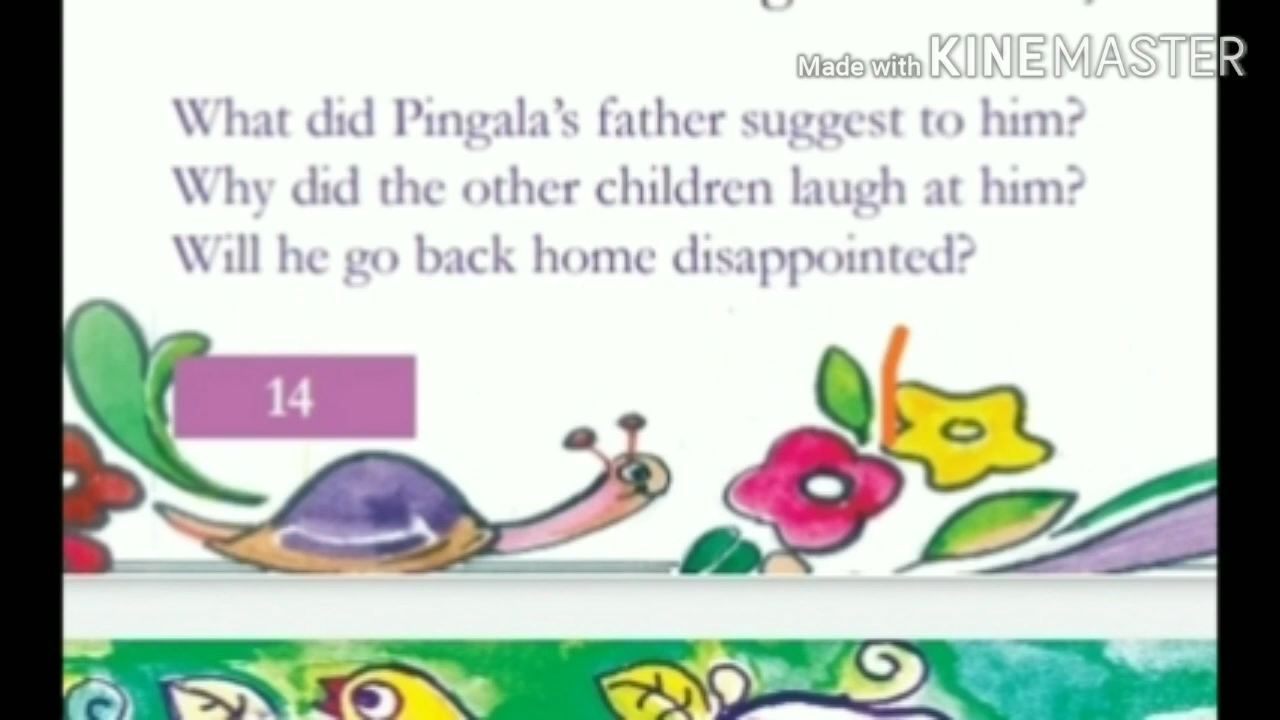 Made with KINEMASTER
What did Pingala's father suggest to him?
Why did the other children laugh at him?
Will he go back home disappointed?
14